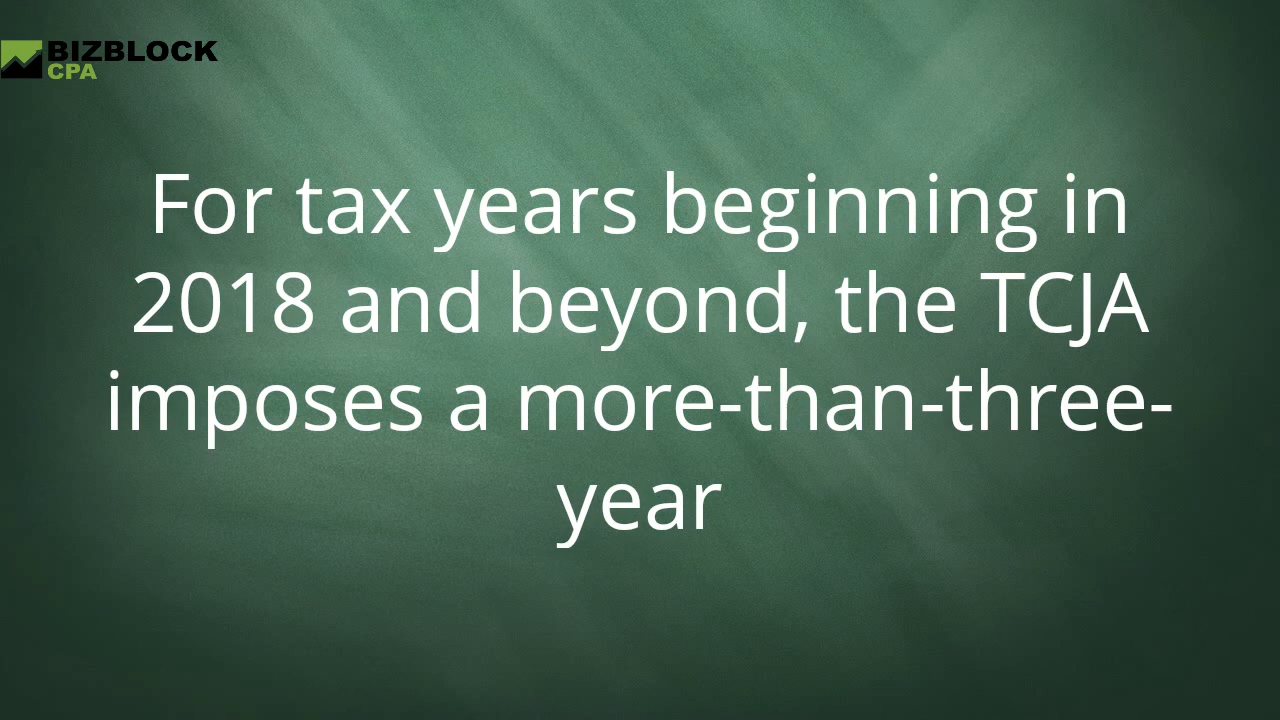 BIZBLOCK
CPA
For tax years beginning in
2018 and beyond, the TCJA
imposes a more-than-three-
year